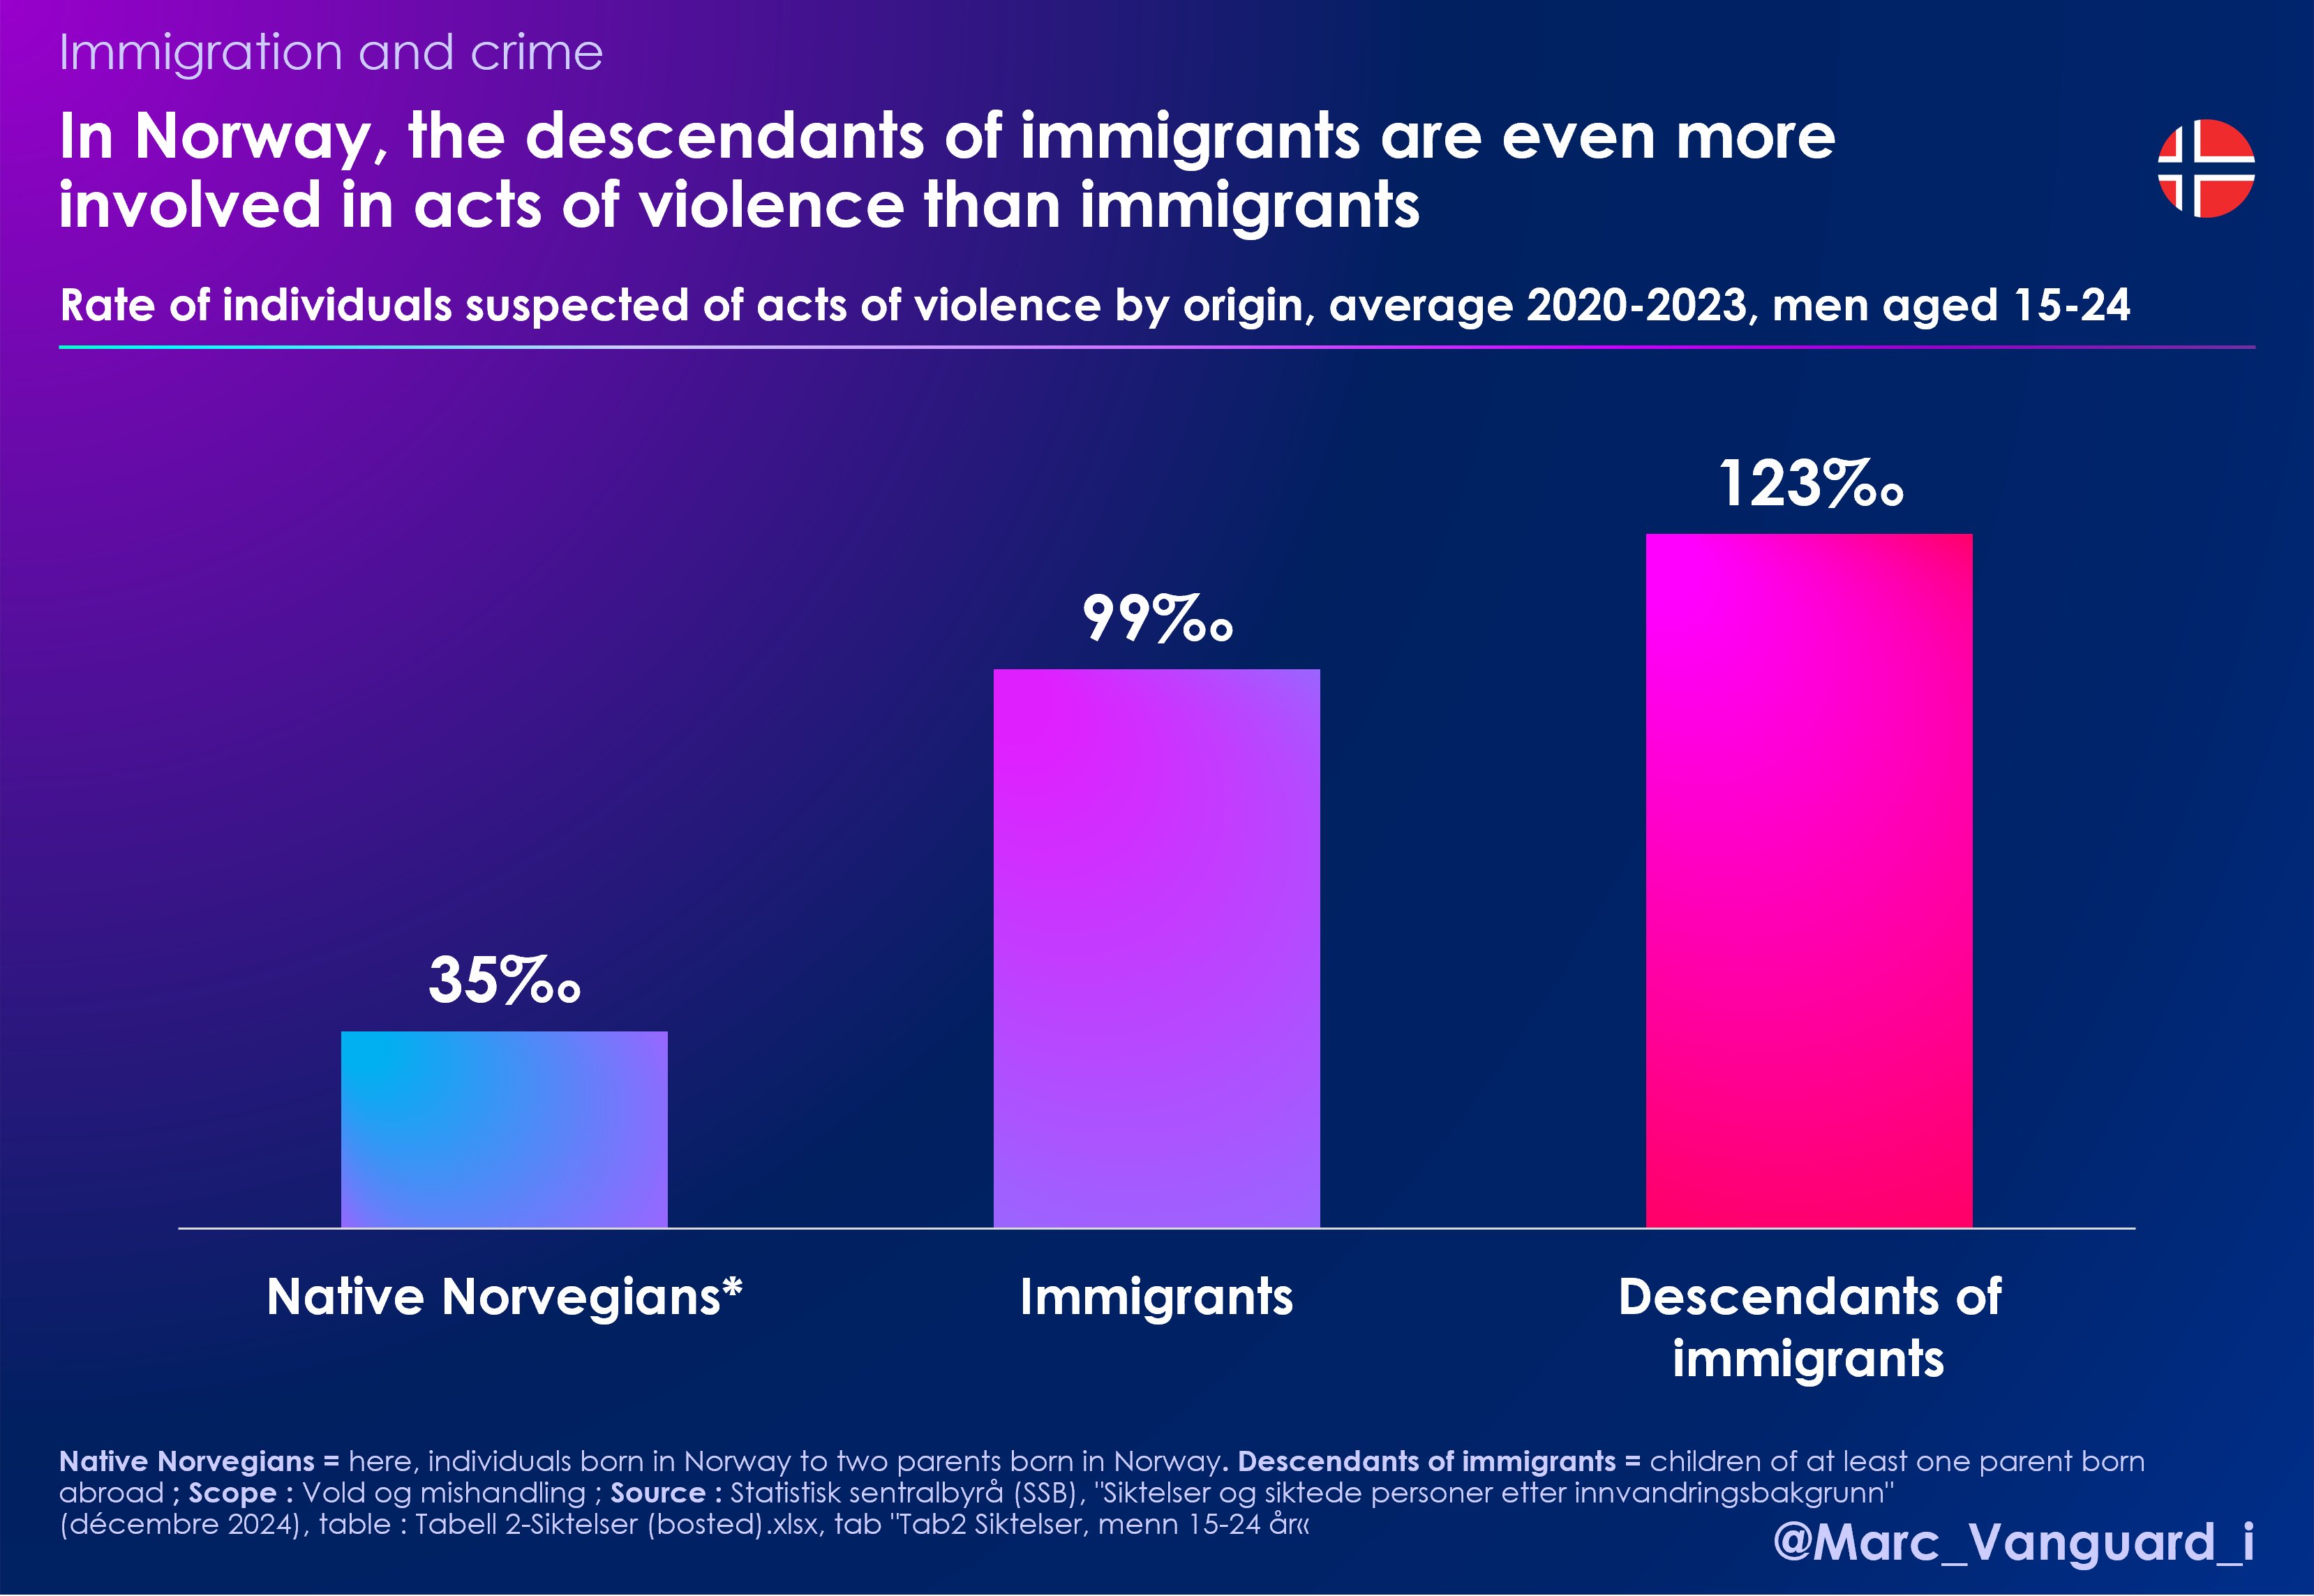 Immigration and crime
In Norway, the descendants of immigrants are even more
involved in acts of violence than immigrants
Rate of individuals suspected of acts of violence by origin, average 2020-2023, men aged 15-24
123‰
99‰
35‰
Native Norvegians*
Immigrants
Descendants of
immigrants
Native Norvegians = here, individuals born in Norway to two parents born in Norway. Descendants of immigrants = children of at least one parent born
abroad ; Scope : Vold og mishandling ; Source : Statistisk sentralbyrå (SSB), "Siktelser og siktede personer etter innvandringsbakgrunn"
(décembre 2024), table : Tabell 2-Siktelser (bosted).xlsx, tab "Tab2 Siktelser, menn 15-24 år«
@Marc_Vanguard_i